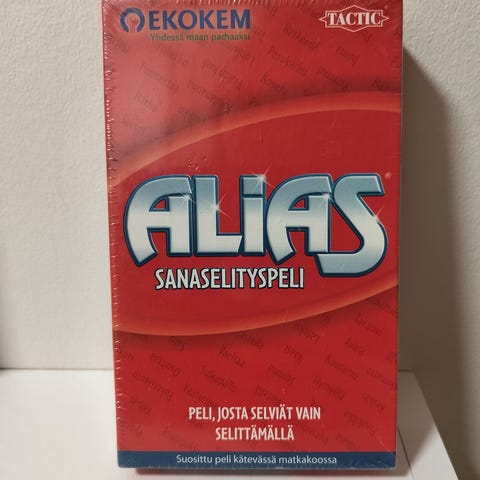 EKOKEM
Yhdessä maan parhaaksi
TACTIC
ALiAS®
SANASELITYSPELI
PELI, JOSTA SELVIÄT VAIN
SELITTÄMÄLLÄ
Suosittu peli kätevässä matkakoossa